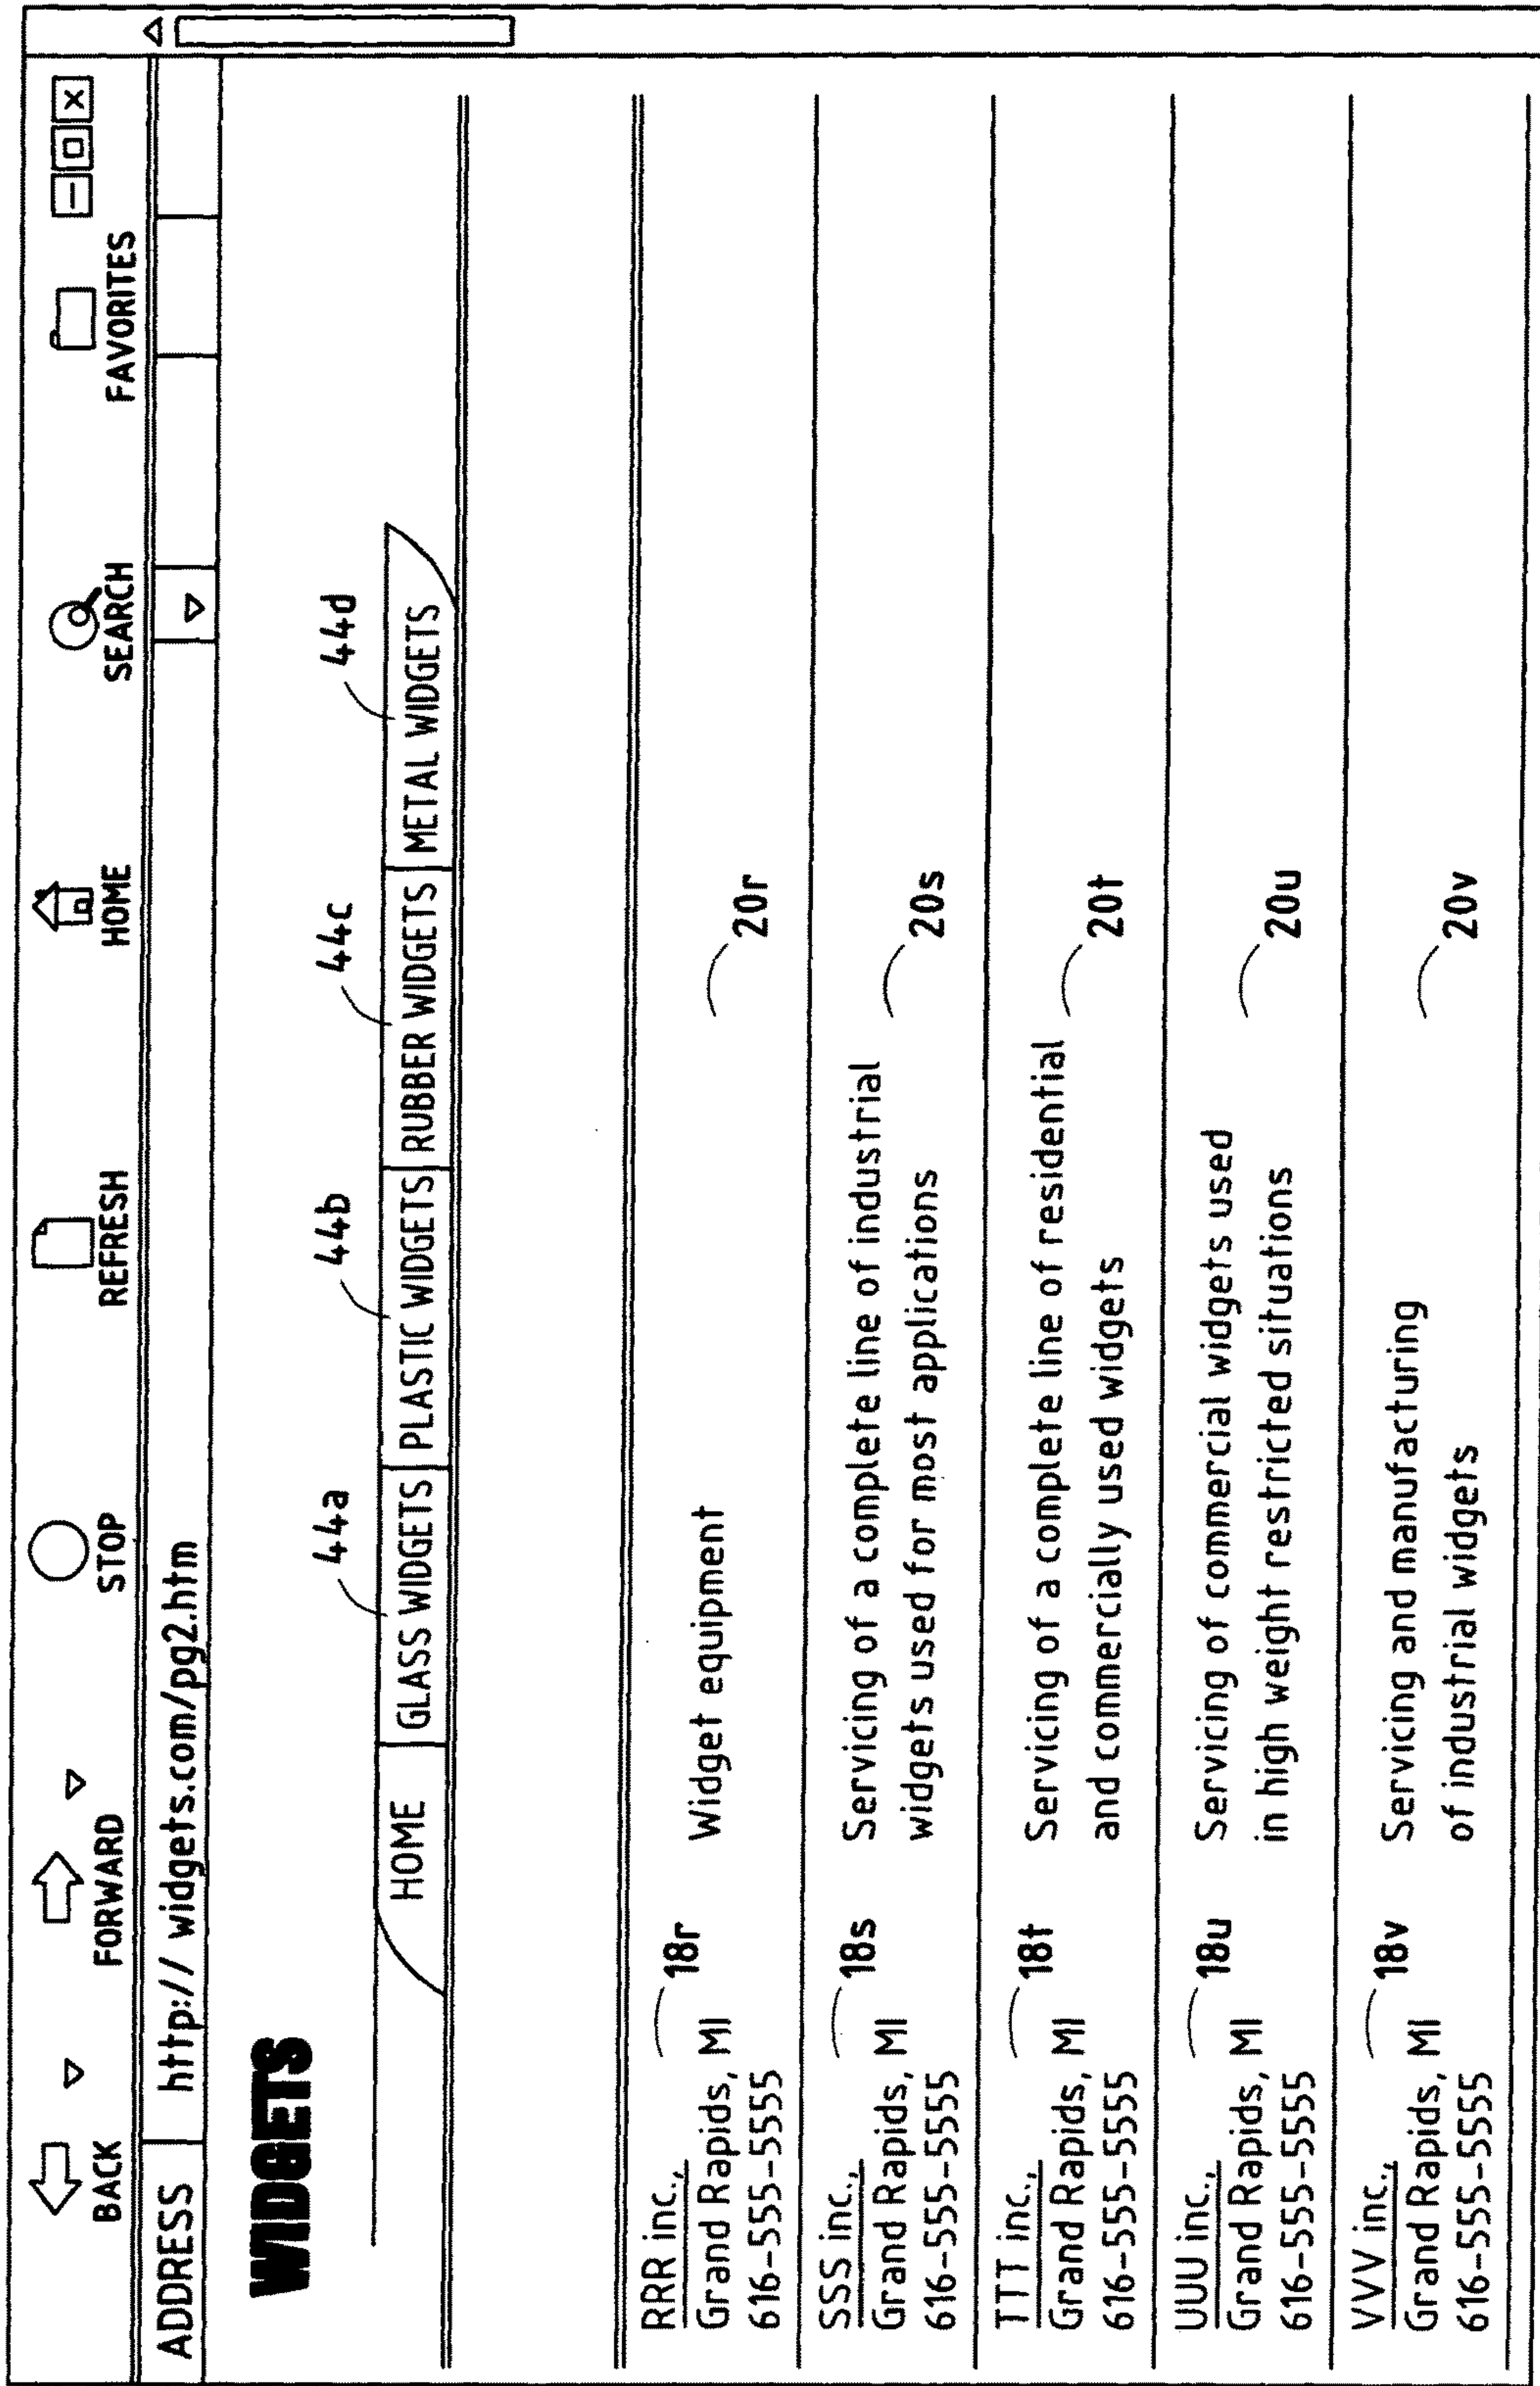 BACK FORWARD STOP REFRESH HOME SEARCH FAVORITES
ADDRESS http:// widgets.com/pg2.htm
WIDGETS
44a 44b 44c 44d
HOME GLASS WIDGETS PLASTIC WIDGETS RUBBER WIDGETS METAL WIDGETS
RRR inc., 18r
Grand Rapids, MI
616-555-5555
Widget equipment
20r
SSS inc., 18s
Grand Rapids, MI
616-555-5555
Servicing of a complete line of industrial
widgets used for most applications
20s
TTT inc., 18t
Grand Rapids, MI
616-555-5555
Servicing of a complete line of residential
and commercially used widgets
20t
UUU inc., 18u
Grand Rapids, MI
616-555-5555
Servicing of commercial widgets used
in high weight restricted situations
20u
VVV inc., 18v
Grand Rapids, MI
616-555-5555
Servicing and manufacturing
of industrial widgets
20v